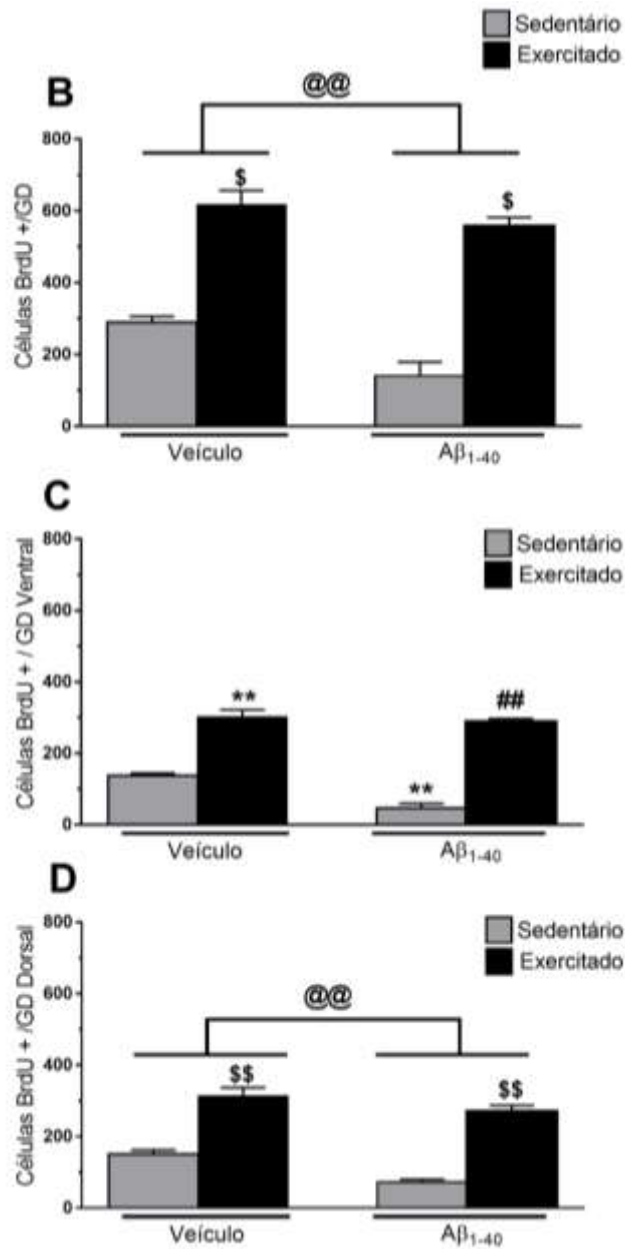 Sedentário
Exercitado
B
@@
Células BrdU +/GD
800
600
400
200
0
$
$
Veículo
Aβ1-40
C
Células BrdU + / GD Ventral
800
600
400
200
0
Sedentário
Exercitado
**
**
##
Veículo
Aβ1-40
D
Células BrdU + /GD Dorsal
800
600
400
200
0
Sedentário
Exercitado
@@
$$
$$
Veículo
Aβ1-40